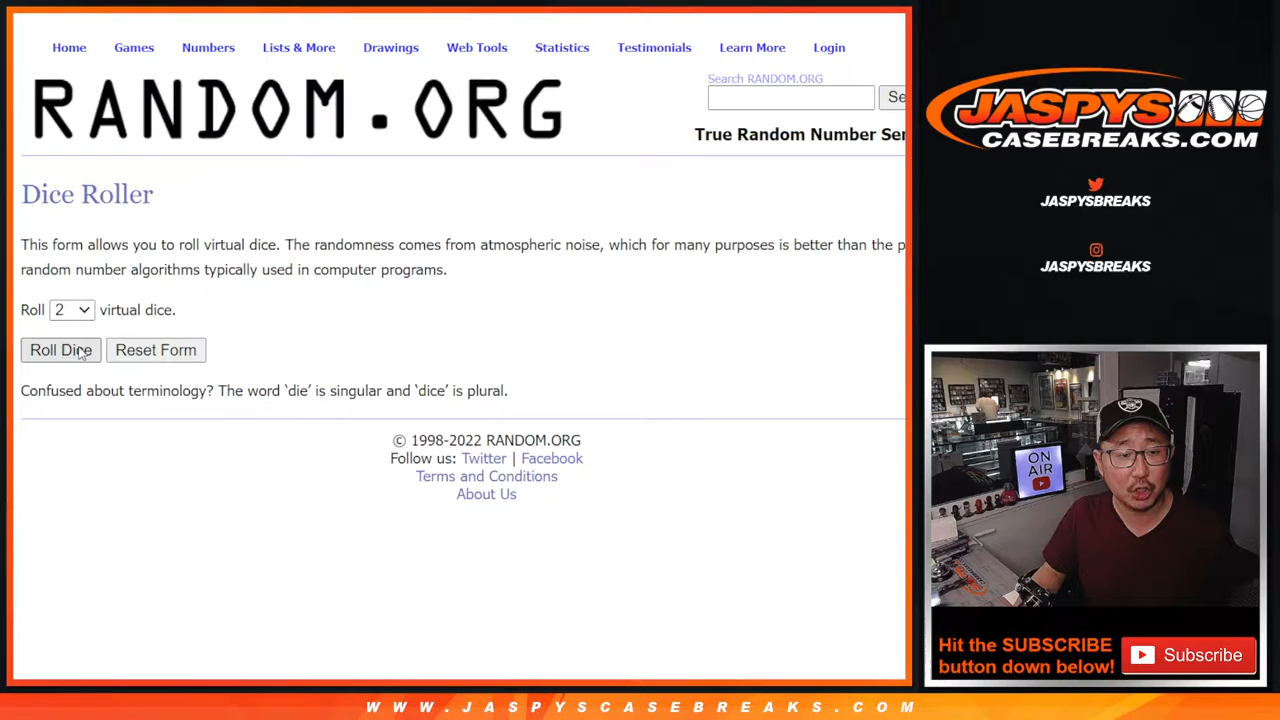 Home Games Numbers Lists & More Drawings Web Tools Statistics Testimonials Learn More Login
RANDOM.ORG
Search RANDOM.ORG
Se
True Random Number Ser
Dice Roller
This form allows you to roll virtual dice. The randomness comes from atmospheric noise, which for many purposes is better than the p
random number algorithms typically used in computer programs.
Roll 2 virtual dice.
Roll Dice Reset Form
Confused about terminology? The word ‘die’ is singular and ‘dice’ is plural.
© 1998-2022 RANDOM.ORG
Follow us: Twitter | Facebook
Terms and Conditions
About Us
JASPYS
CASEBREAKS.COM
JASPYSBREAKS
JASPYSBREAKS
ON
AIR
Hit the SUBSCRIBE
button down below!
Subscribe
WWW.JASPYSCASEBREAKS.COM